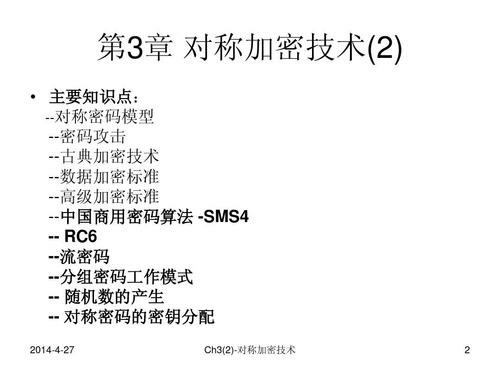 第3章 对称加密技术(2)
• 主要知识点：
--对称密码模型
--密码攻击
--古典加密技术
--数据加密标准
--高级加密标准
--中国商用密码算法 -SMS4
-- RC6
--流密码
--分组密码工作模式
-- 随机数的产生
-- 对称密码的密钥分配
2014-4-27
Ch3(2)-对称加密技术
2